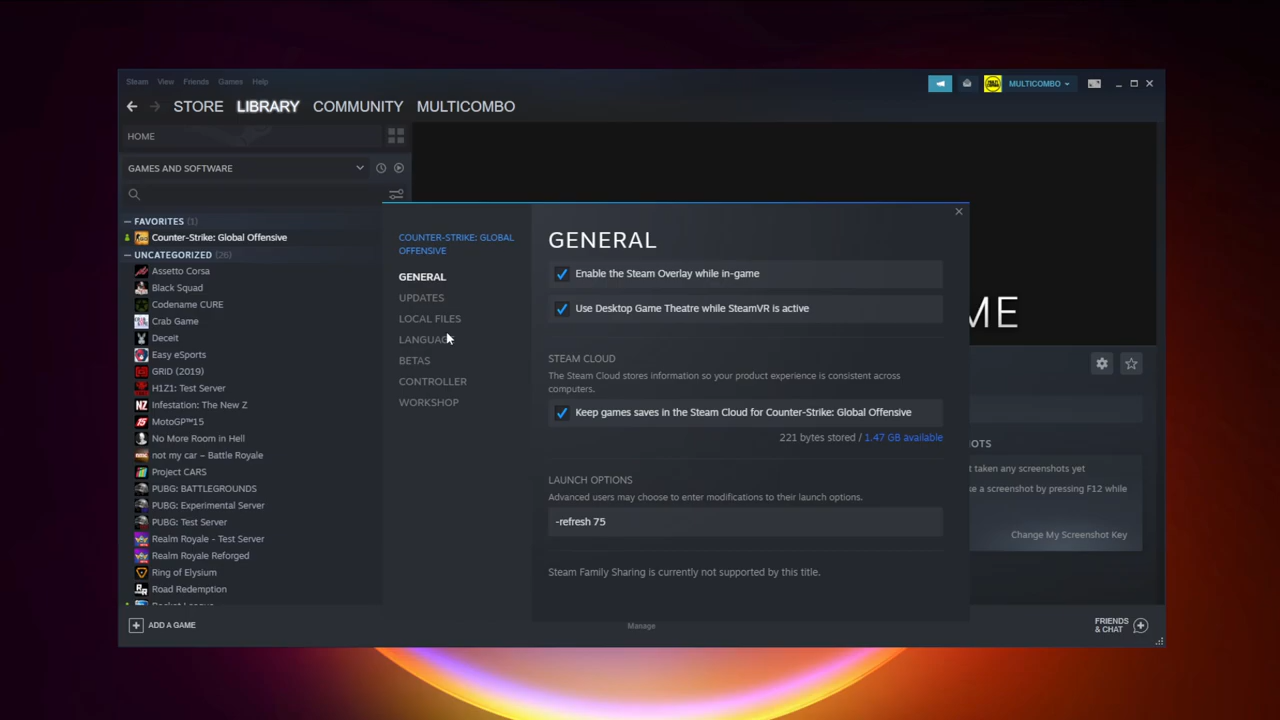 Steam View Friends Games Help
MULTICOMBO
STORE LIBRARY COMMUNITY MULTICOMBO
HOME
GAMES AND SOFTWARE
FAVORITES (1)
Counter-Strike: Global Offensive
UNCATEGORIZED (26)
Assetto Corsa
Black Squad
Codename CURE
Crab Game
Deceit
Easy eSports
GRID (2019)
H1Z1: Test Server
Infestation: The New Z
MotoGP™15
No More Room in Hell
not my car – Battle Royale
Project CARS
PUBG: BATTLEGROUNDS
PUBG: Experimental Server
PUBG: Test Server
Realm Royale - Test Server
Realm Royale Reforged
Ring of Elysium
Road Redemption
ADD A GAME
COUNTER-STRIKE: GLOBAL
OFFENSIVE
GENERAL
UPDATES
LOCAL FILES
LANGUAG
BETAS
CONTROLLER
WORKSHOP
GENERAL
Enable the Steam Overlay while in-game
Use Desktop Game Theatre while SteamVR is active
STEAM CLOUD
The Steam Cloud stores information so your product experience is consistent across
computers.
Keep games saves in the Steam Cloud for Counter-Strike: Global Offensive
221 bytes stored / 1.47 GB available
LAUNCH OPTIONS
Advanced users may choose to enter modifications to their launch options.
-refresh 75
Steam Family Sharing is currently not supported by this title.
Manage
ME
OTS
t taken any screenshots yet
ke a screenshot by pressing F12 while
Change My Screenshot Key
FRIENDS
& CHAT